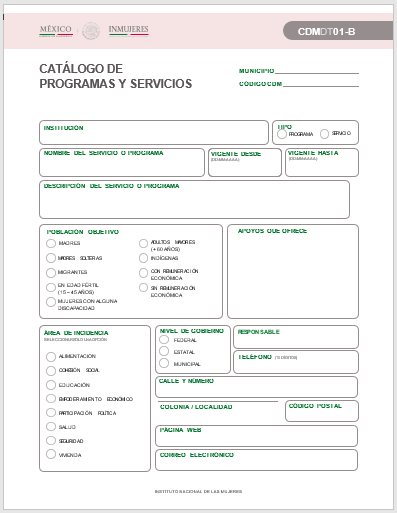 MÉXICO
INMUJERES
CDMDT01-B
CATÁLOGO DE
PROGRAMAS Y SERVICIOS
MUNICIPIO
CÓDIGO CDM
INSTITUCIÓN
TIPO
PROGRAMA
SERVICIO
NOMBRE DEL SERVICIO O PROGRAMA
VIGENTE DESDE
(DD/MM/AAAA)
VIGENTE HASTA
(DD/MM/AAAA)
DESCRIPCIÓN DEL SERVICIO O PROGRAMA
POBLACIÓN OBJETIVO
MADRES
MADRES SOLTERAS
MIGRANTES
EN EDAD FÉRTIL
(15 – 45 AÑOS)
MUJERES CON ALGUNA
DISCAPACIDAD
ADULTOS MAYORES
(+ 60 AÑOS)
INDÍGENAS
CON REMUNERACIÓN
ECONÓMICA
SIN REMUNERACIÓN
ECONÓMICA
APOYOS QUE OFRECE
ÁREA DE INCIDENCIA
SELECCIONAR SÓLO UNA OPCIÓN
ALIMENTACIÓN
COHESIÓN SOCIAL
EDUCACIÓN
EMPODERAMIENTO ECONÓMICO
PARTICIPACIÓN POLÍTICA
SALUD
SEGURIDAD
VIVIENDA
NIVEL DE GOBIERNO
FEDERAL
ESTATAL
MUNICIPAL
RESPONSABLE
TELÉFONO (10 DÍGITOS)
CALLE Y NÚMERO
COLONIA / LOCALIDAD
CÓDIGO POSTAL
PÁGINA WEB
CORREO ELECTRÓNICO
INSTITUTO NACIONAL DE LAS MUJERES